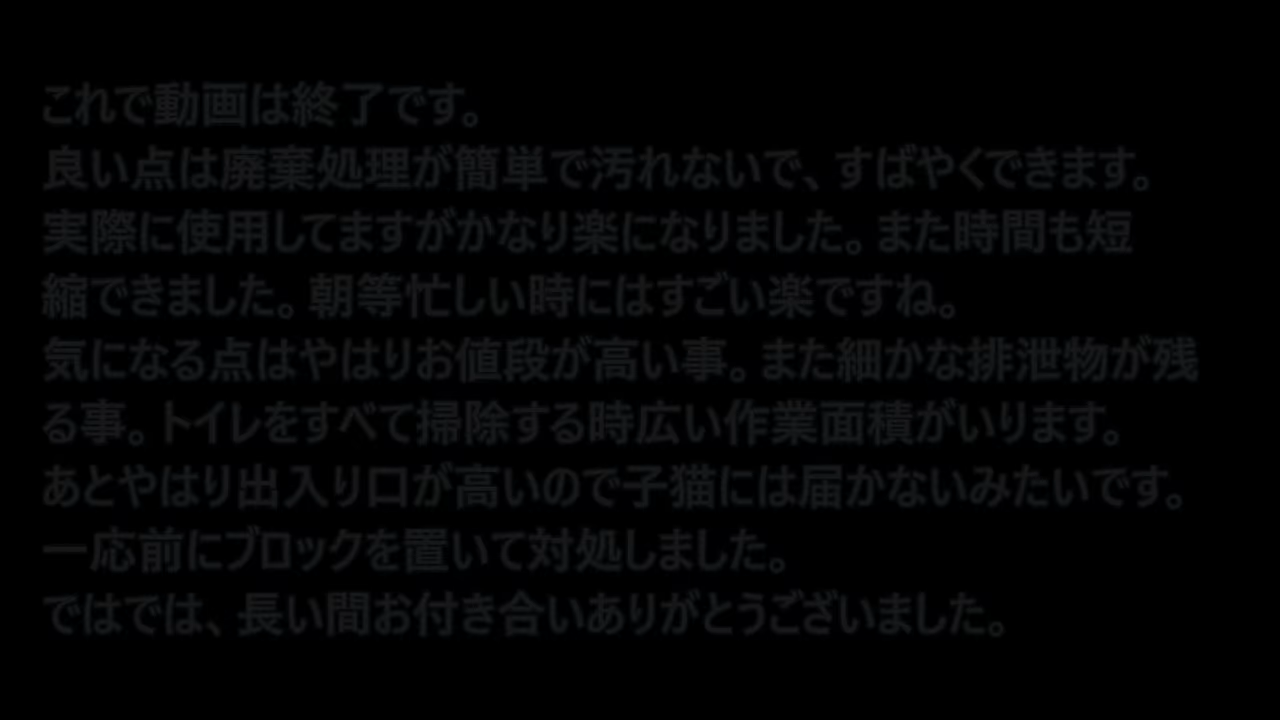 これで動画は終了です。
良い点は廃棄処理が簡単で汚れないで、すばやくできます。
実際に使用してますがかなり楽になりました。また時間も短
縮できました。朝等忙しい時にはすごい楽ですね。
気になる点はやはりお値段が高い事。また細かな排泄物が残
る事。トイレをすべて掃除する時広い作業面積がいります。
あとやはり出入り口が高いので子猫には届かないみたいです。
一応前にブロックを置いて対処しました。
ではでは、長い間お付き合いありがとうございました。